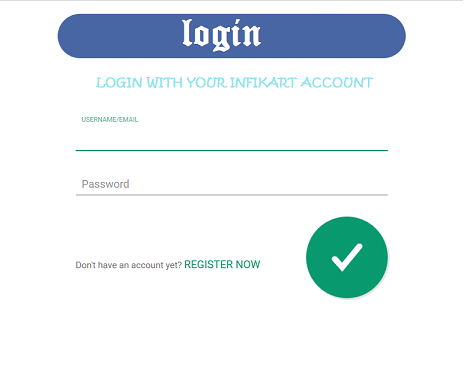 login
LOGIN WITH YOUR INFIKART ACCOUNT
USERNAME/EMAIL
Password
Don't have an account yet? REGISTER NOW